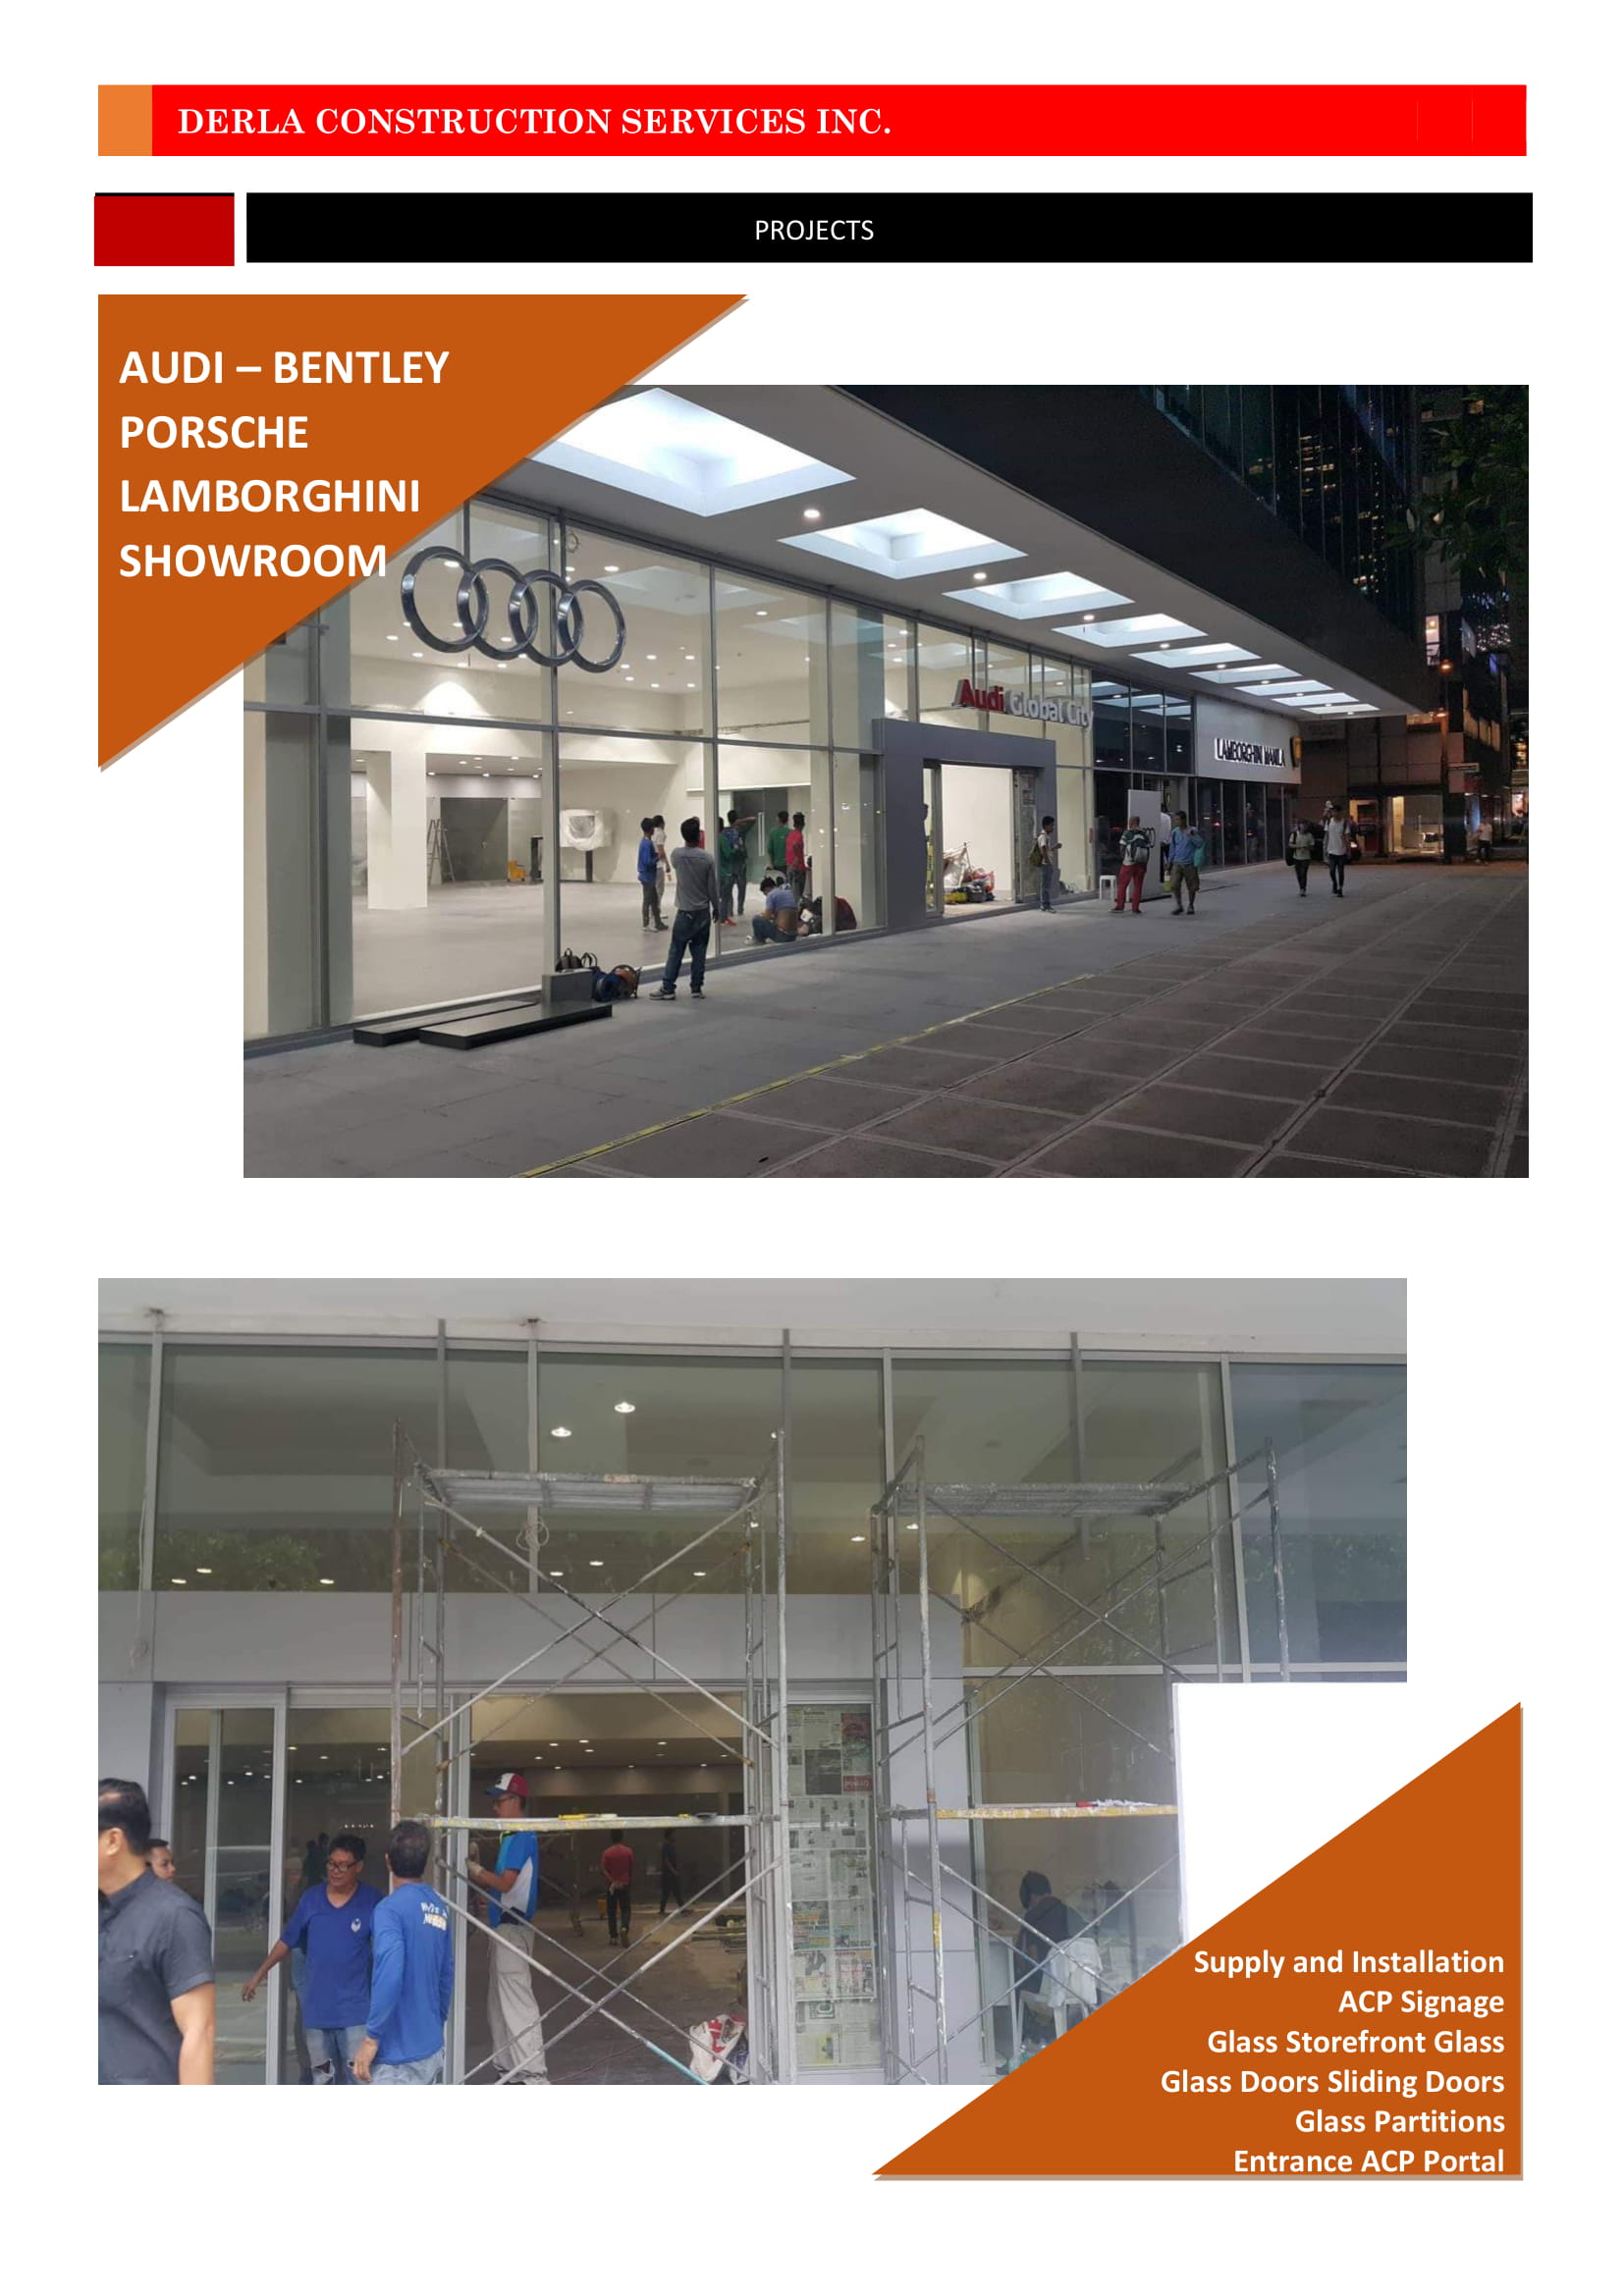 DERLA CONSTRUCTION SERVICES INC.
PROJECTS
AUDI – BENTLEY
PORSCHE
LAMBORGHINI
SHOWROOM
Audi Global City
LAMBORGHINI MANILA
Supply and Installation
ACP Signage
Glass Storefront Glass
Glass Doors Sliding Doors
Glass Partitions
Entrance ACP Portal